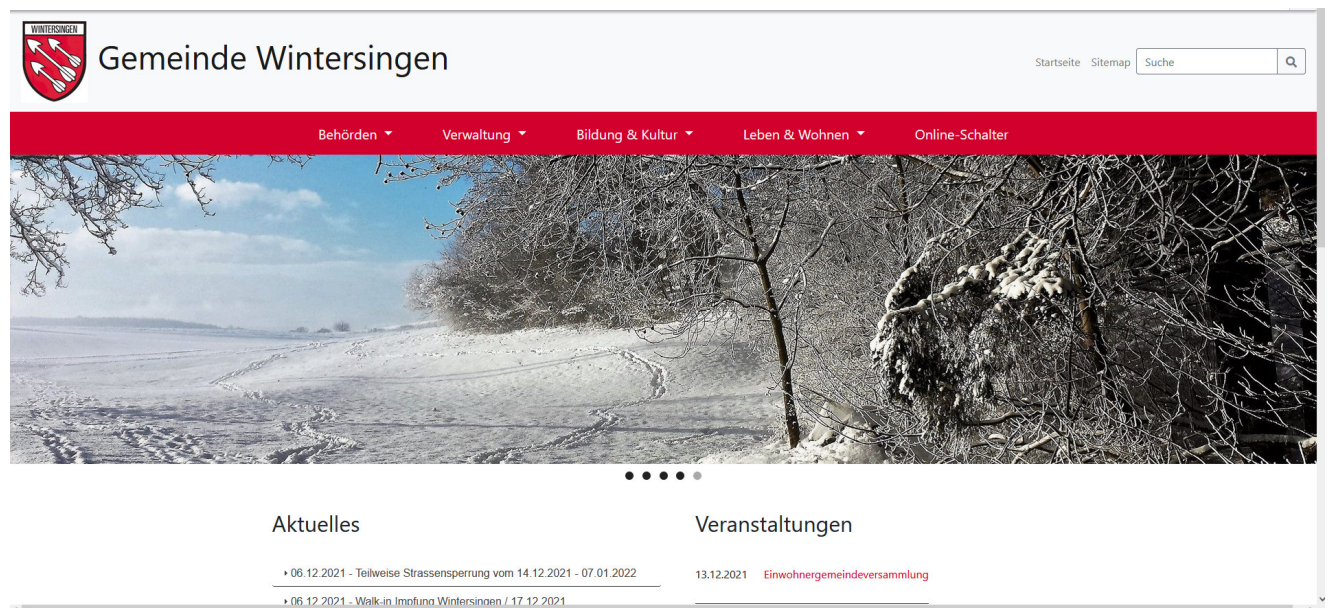 WINTERSINGEN
Gemeinde Wintersingen
Startseite Sitemap Suche
Behörden Verwaltung Bildung & Kultur Leben & Wohnen Online-Schalter
Aktuelles
Veranstaltungen
06.12.2021 - Teilweise Strassensperrung vom 14.12.2021 - 07.01.2022
13.12.2021 Einwohnergemeindeversammlung
06.12.2021 - Walk-in Impfung Wintersingen / 17.12.2021